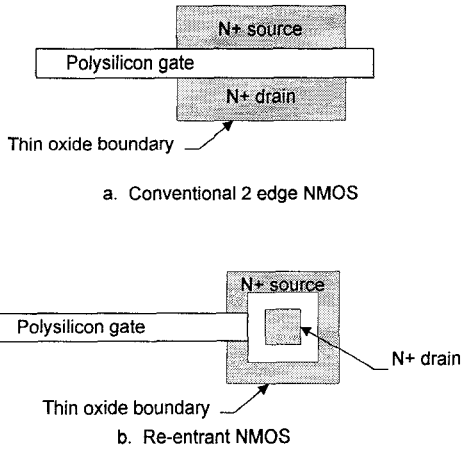 N+ source
Polysilicon gate
N+ drain
Thin oxide boundary
a. Conventional 2 edge NMOS
N+ source
Polysilicon gate
N+ drain
Thin oxide boundary
b. Re-entrant NMOS